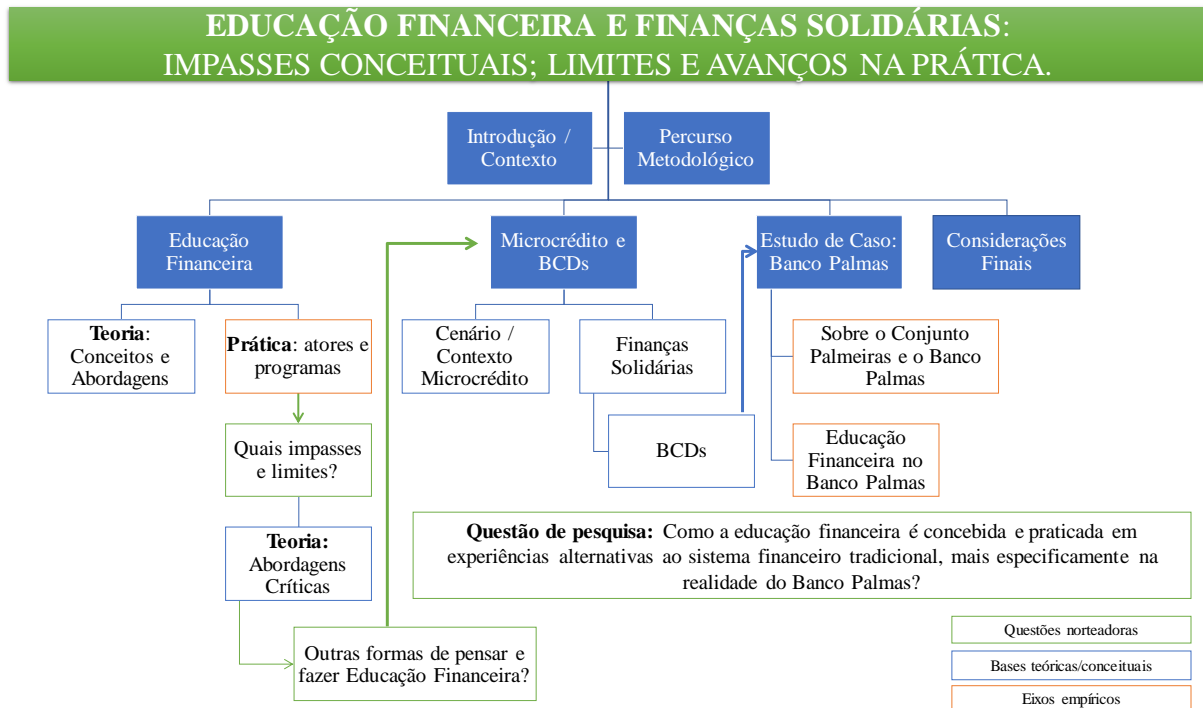 EDUCAÇÃO FINANCEIRA E FINANÇAS SOLIDÁRIAS:
IMPASSES CONCEITUAIS; LIMITES E AVANÇOS NA PRÁTICA.
Introdução /
Contexto
Percurso
Metodológico
Educação
Financeira
Microcrédito e
BCDs
Estudo de Caso:
Banco Palmas
Considerações
Finais
Teoria:
Conceitos e
Abordagens
Prática: atores e
programas
Cenário /
Contexto
Microcrédito
Finanças
Solidárias
Sobre o Conjunto
Palmeiras e o Banco
Palmas
Quais impasses
e limites?
BCDs
Educação
Financeira no
Banco Palmas
Teoria:
Abordagens
Críticas
Questão de pesquisa: Como a educação financeira é concebida e praticada em
experiências alternativas ao sistema financeiro tradicional, mais especificamente na
realidade do Banco Palmas?
Outras formas de pensar e
fazer Educação Financeira?
Questões norteadoras
Bases teóricas/conceituais
Eixos empíricos